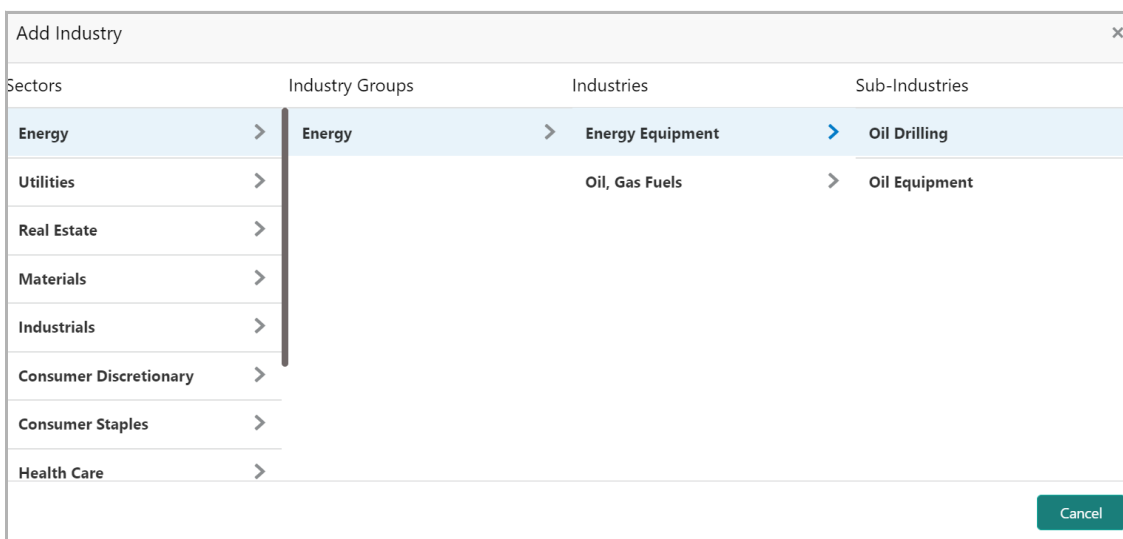 Add Industry ×
Sectors Industry Groups Industries Sub-Industries
Energy Energy Energy Equipment Oil Drilling
Utilities Oil, Gas Fuels Oil Equipment
Real Estate
Materials
Industrials
Consumer Discretionary
Consumer Staples
Health Care
Cancel